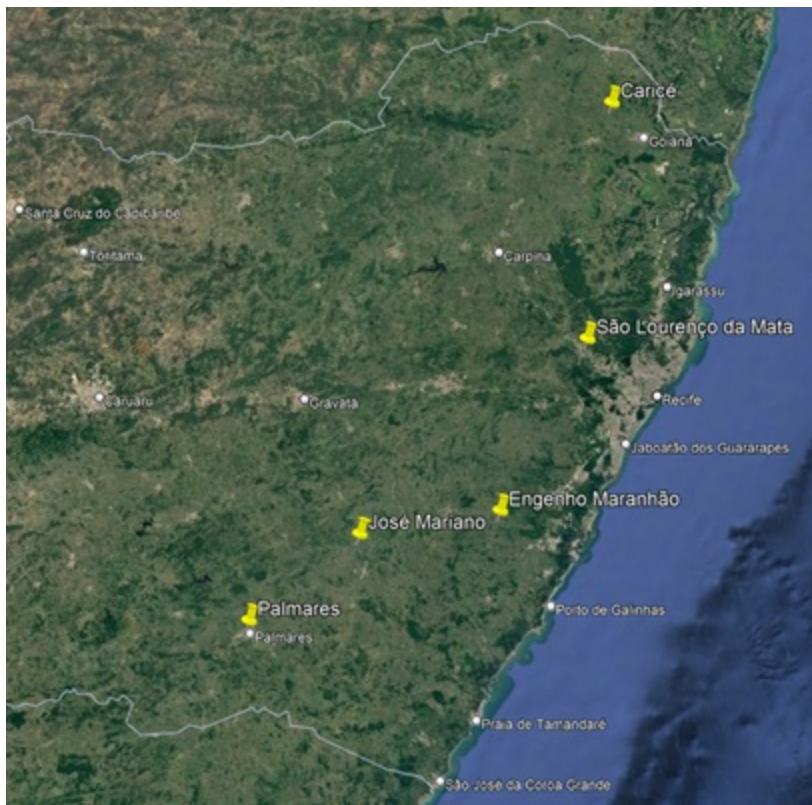 Caricé
Goiana
Santa Cruz do Capibaribe
Toritama
Carpina
Igarassu
São Lourenço da Mata
Caruaru
Gravatá
Recife
Jaboatão dos Guararapes
Engenho Maranhão
José Mariano
Palmares
Porto de Galinhas
Palmares
Praia de Tamandaré
São José da Coroa Grande